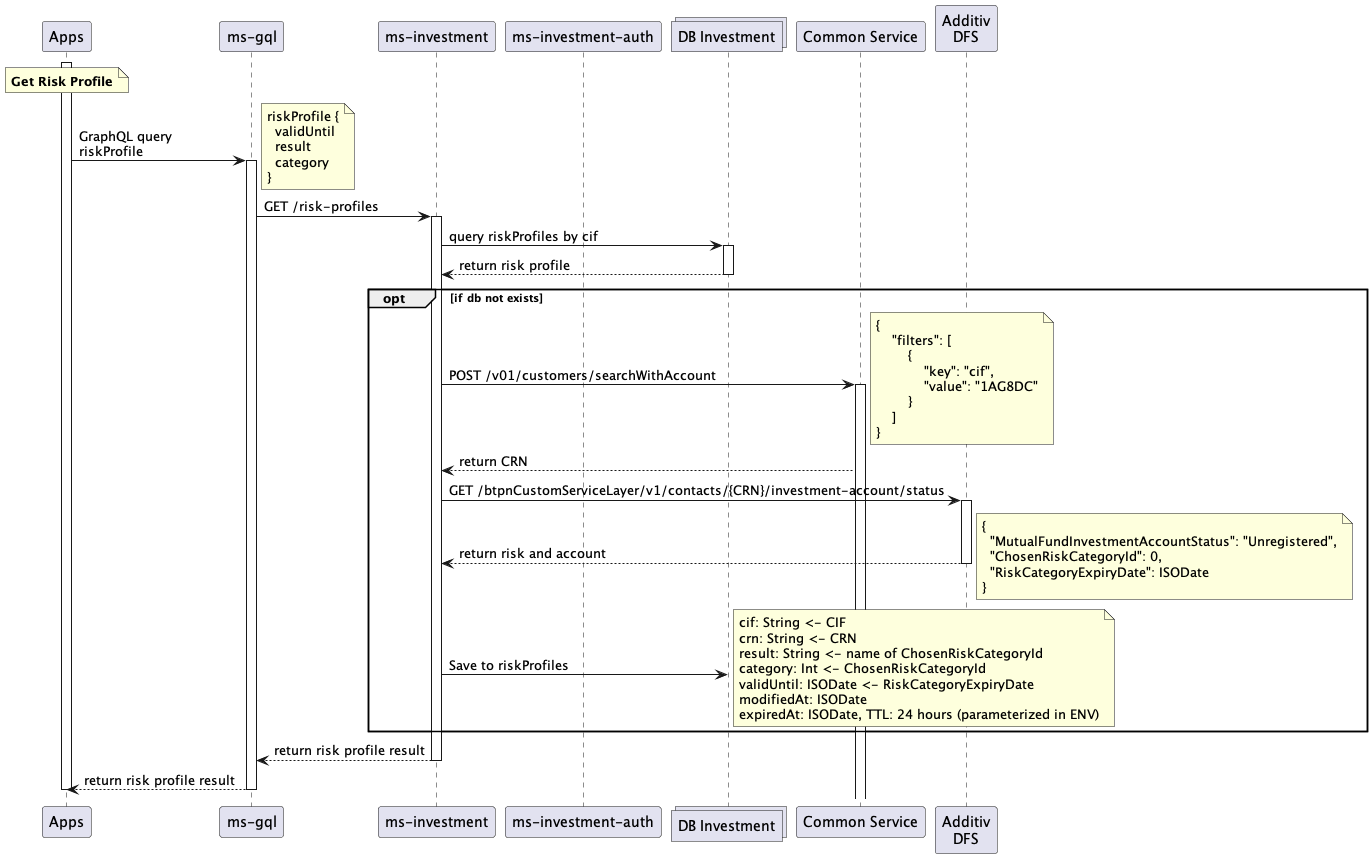 Apps
ms-gql
ms-investment
ms-investment-auth
DB Investment
Common Service
Additiv
DFS
Get Risk Profile
GraphQL query
riskProfile
riskProfile {
  validUntil
  result
  category
}
GET /risk-profiles
query riskProfiles by cif
return risk profile
opt
[if db not exists]
POST /v01/customers/searchWithAccount
{
    "filters": [
        {
            "key": "cif",
            "value": "1AG8DC"
        }
    ]
}
return CRN
GET /btpnCustomServiceLayer/v1/contacts/{CRN}/investment-account/status
return risk and account
{
  "MutualFundInvestmentAccountStatus": "Unregistered",
  "ChosenRiskCategoryId": 0,
  "RiskCategoryExpiryDate": ISODate
}
Save to riskProfiles
cif: String <- CIF
crn: String <- CRN
result: String <- name of ChosenRiskCategoryId
category: Int <- ChosenRiskCategoryId
validUntil: ISODate <- RiskCategoryExpiryDate
modifiedAt: ISODate
expiredAt: ISODate, TTL: 24 hours (parameterized in ENV)
return risk profile result
return risk profile result
Apps
ms-gql
ms-investment
ms-investment-auth
DB Investment
Common Service
Additiv
DFS